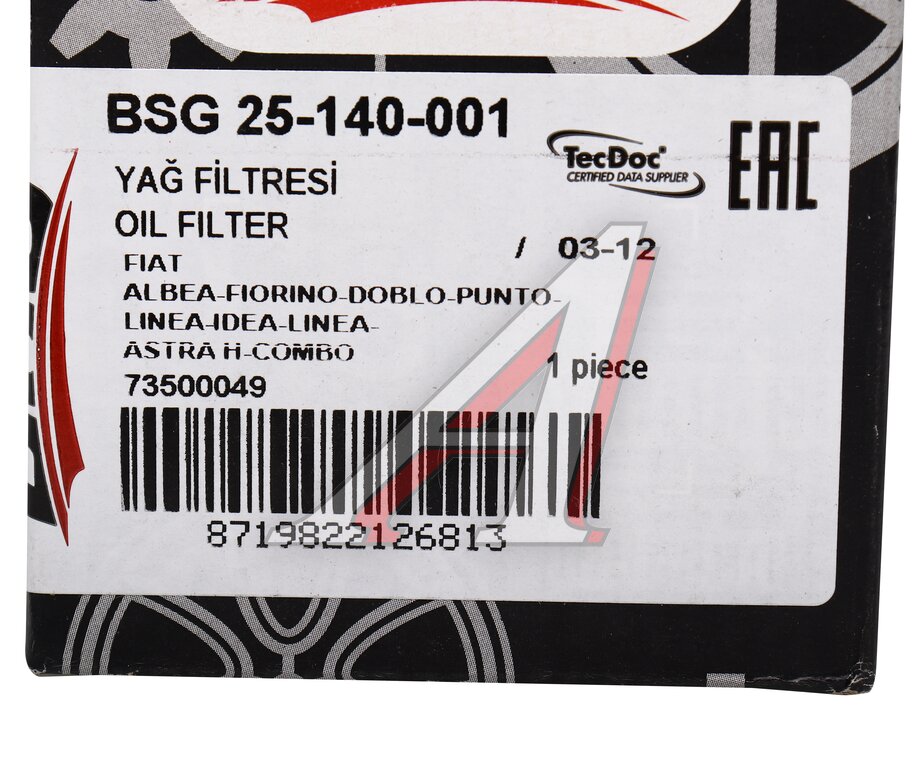 BSG 25-140-001
TecDoc
CERTIFIED DATA SUPPLIER
EAC
YAĞ FİLTRESİ
OIL FILTER
/ 03-12
FIAT
ALBEA-FIORINO-DOBLO-PUNTO-
LINEA-IDEA-LINEA-
ASTRA H-COMBO
1 piece
73500049
8719822126813